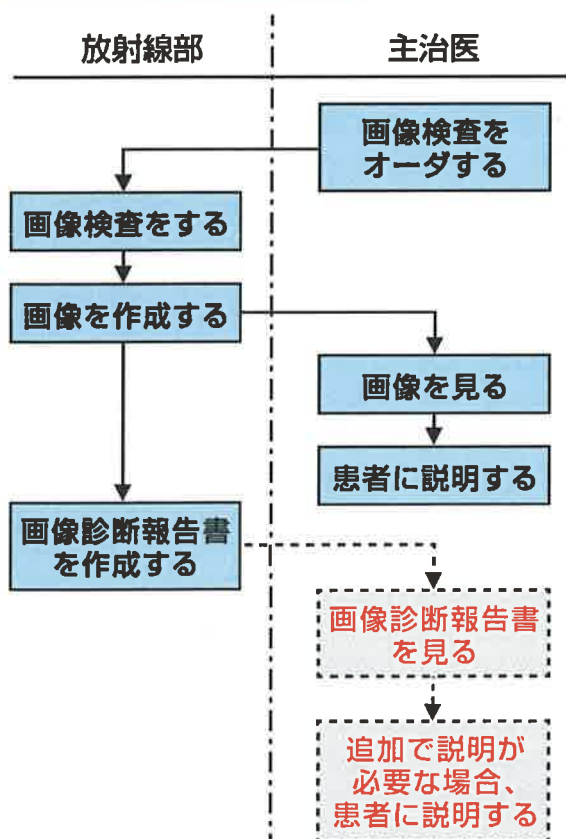 放射線部
主治医
画像検査を
オーダする
画像検査をする
画像を作成する
画像を見る
患者に説明する
画像診断報告書
を作成する
画像診断報告書
を見る
追加で説明が
必要な場合、
患者に説明する